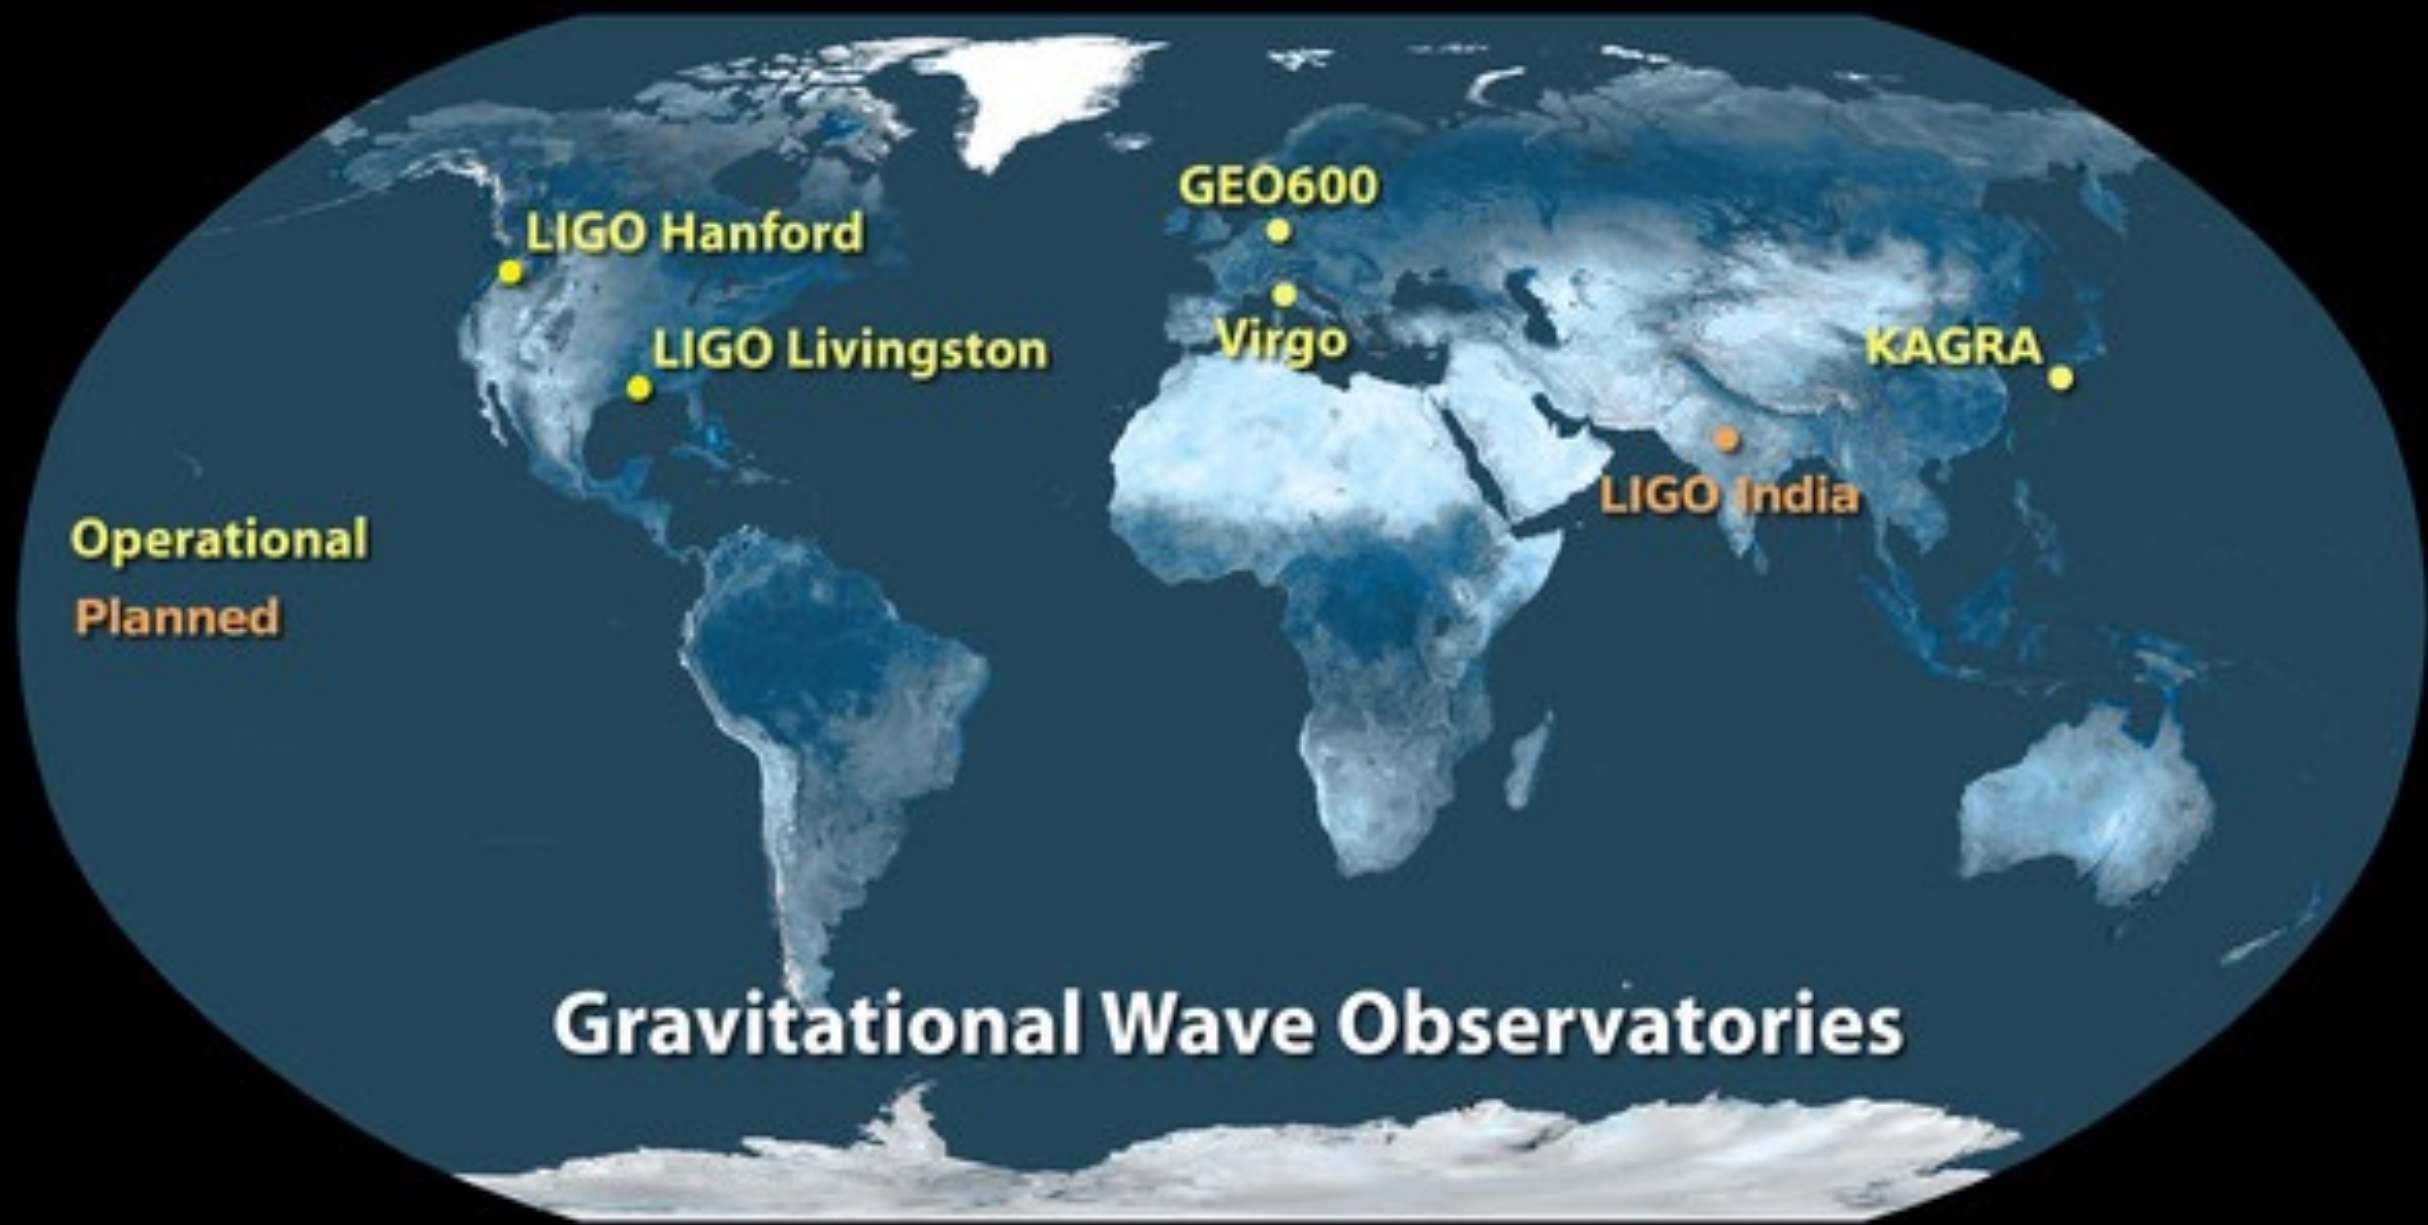 GEO600
LIGO Hanford
LIGO Livingston
Virgo
KAGRA
LIGO India
Operational
Planned
Gravitational Wave Observatories